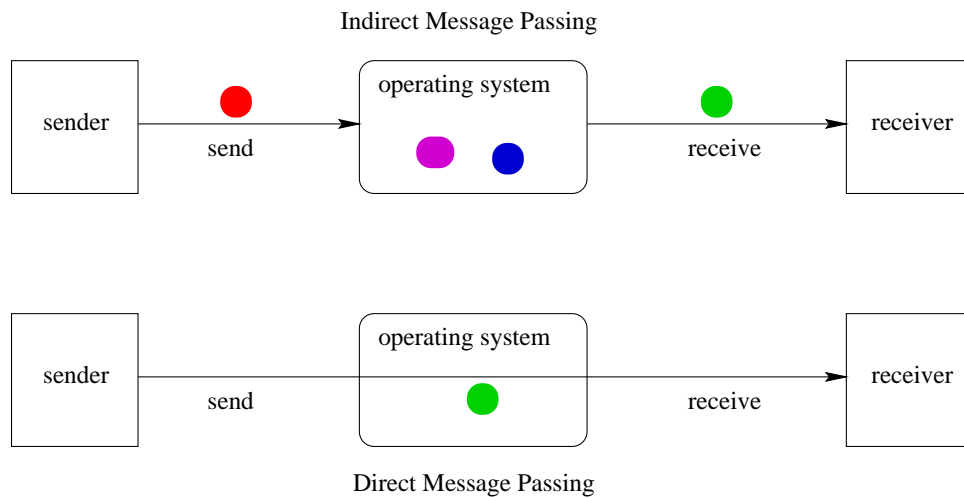 Indirect Message Passing
operating system
sender
receiver
send
receive
operating system
sender
receiver
send
receive
Direct Message Passing